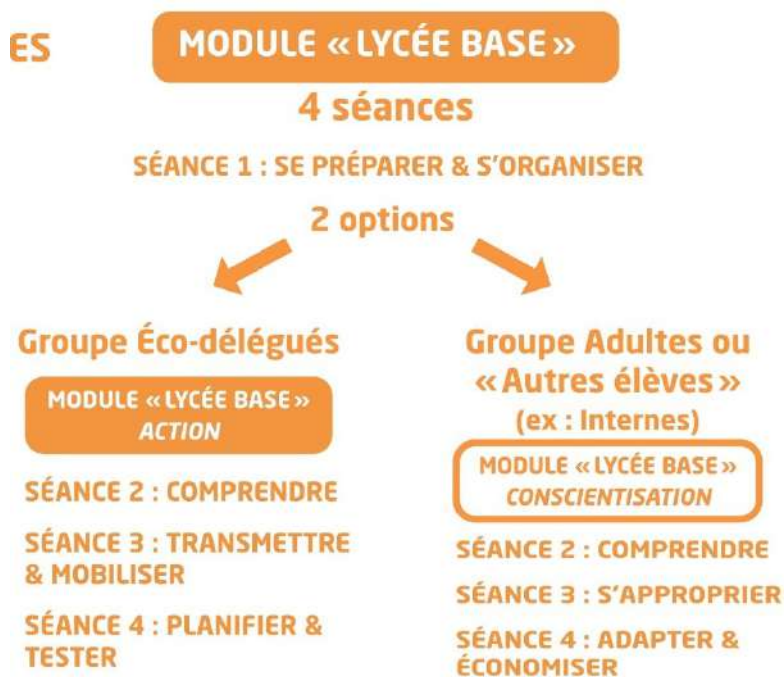 ES
MODULE « LYCÉE BASE »
4 séances
SÉANCE 1 : SE PRÉPARER & S'ORGANISER
2 options
Groupe Éco-délégués
MODULE « LYCÉE BASE »
ACTION
SÉANCE 2 : COMPRENDRE
SÉANCE 3 : TRANSMETTRE
& MOBILISER
SÉANCE 4 : PLANIFIER &
TESTER
Groupe Adultes ou
« Autres élèves »
(ex : Internes)
MODULE « LYCÉE BASE »
CONSCIENTISATION
SÉANCE 2 : COMPRENDRE
SÉANCE 3 : S'APPROPRIER
SÉANCE 4 : ADAPTER &
ÉCONOMISER